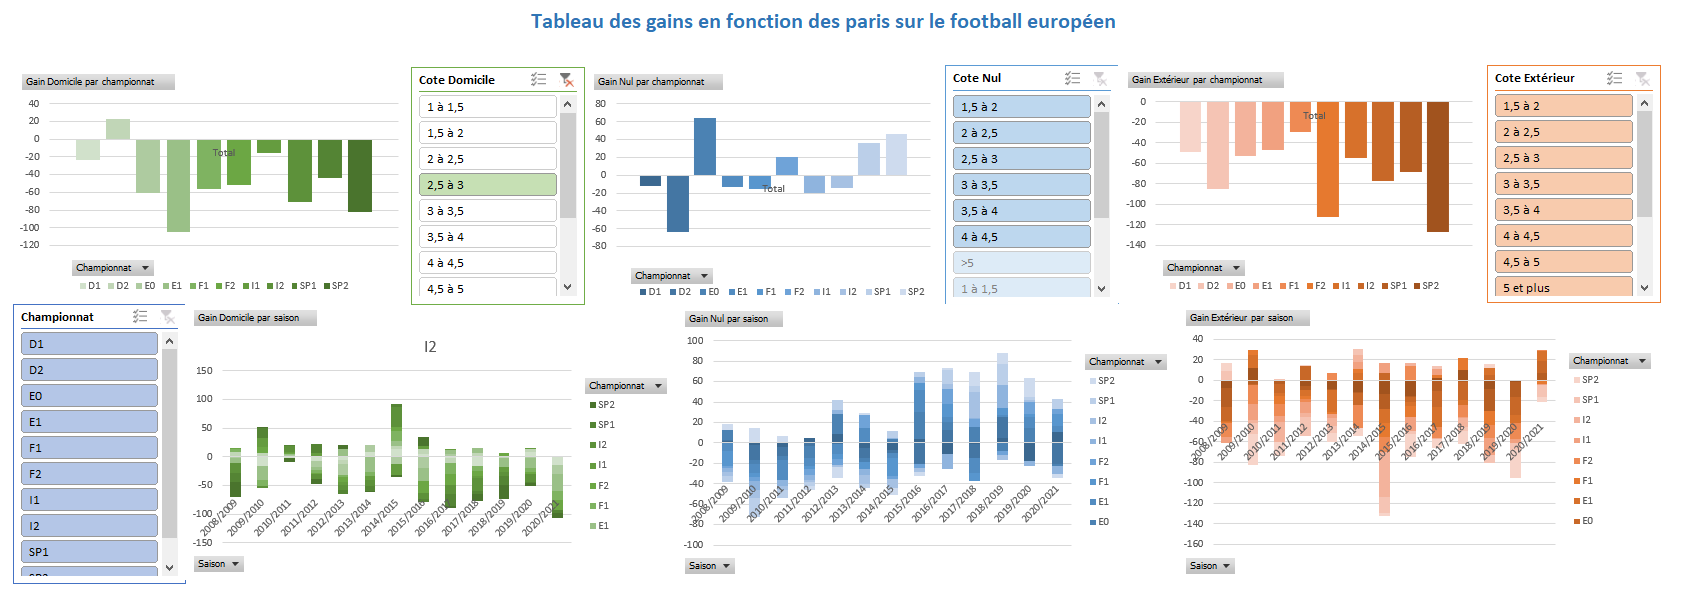 Tableau des gains en fonction des paris sur le football européen
Gain Domicile par championnat
40
20
0
-20
-40
-60
-80
-100
-120
Total
Championnat
D1 D2 E0 E1 F1 F2 I1 I2 SP1 SP2
Cote Domicile
1 à 1,5
1,5 à 2
2 à 2,5
2,5 à 3
3 à 3,5
3,5 à 4
4 à 4,5
4,5 à 5
Gain Nul par championnat
80
60
40
20
0
-20
-40
-60
-80
Total
Championnat
D1 D2 E0 E1 F1 F2 I1 I2 SP1 SP2
Cote Nul
1,5 à 2
2 à 2,5
2,5 à 3
3 à 3,5
3,5 à 4
4 à 4,5
>5
1 à 1,5
Gain Extérieur par championnat
0
-20
-40
-60
-80
-100
-120
-140
Total
Championnat
D1 D2 E0 E1 F1 F2 I1 I2 SP1 SP2
Cote Extérieur
1,5 à 2
2 à 2,5
2,5 à 3
3 à 3,5
3,5 à 4
4 à 4,5
4,5 à 5
5 et plus
Championnat
D1
D2
E0
E1
F1
F2
I1
I2
SP1
SP2
Gain Domicile par saison
I2
150
100
50
0
-50
-100
-150
2008/2009
2009/2010
2010/2011
2011/2012
2012/2013
2013/2014
2014/2015
2015/2016
2016/2017
2017/2018
2018/2019
2019/2020
2020/2021
Saison
Championnat
SP2
SP1
I2
I1
F2
F1
E1
Gain Nul par saison
100
80
60
40
20
0
-20
-40
-60
-80
-100
2008/2009
2009/2010
2010/2011
2011/2012
2012/2013
2013/2014
2014/2015
2015/2016
2016/2017
2017/2018
2018/2019
2019/2020
2020/2021
Saison
Championnat
SP2
SP1
I2
I1
F2
F1
E1
E0
Gain Extérieur par saison
40
20
0
-20
-40
-60
-80
-100
-120
-140
-160
2008/2009
2009/2010
2010/2011
2011/2012
2012/2013
2013/2014
2014/2015
2015/2016
2016/2017
2017/2018
2018/2019
2019/2020
2020/2021
Saison
Championnat
SP2
SP1
I2
I1
F2
F1
E1
E0